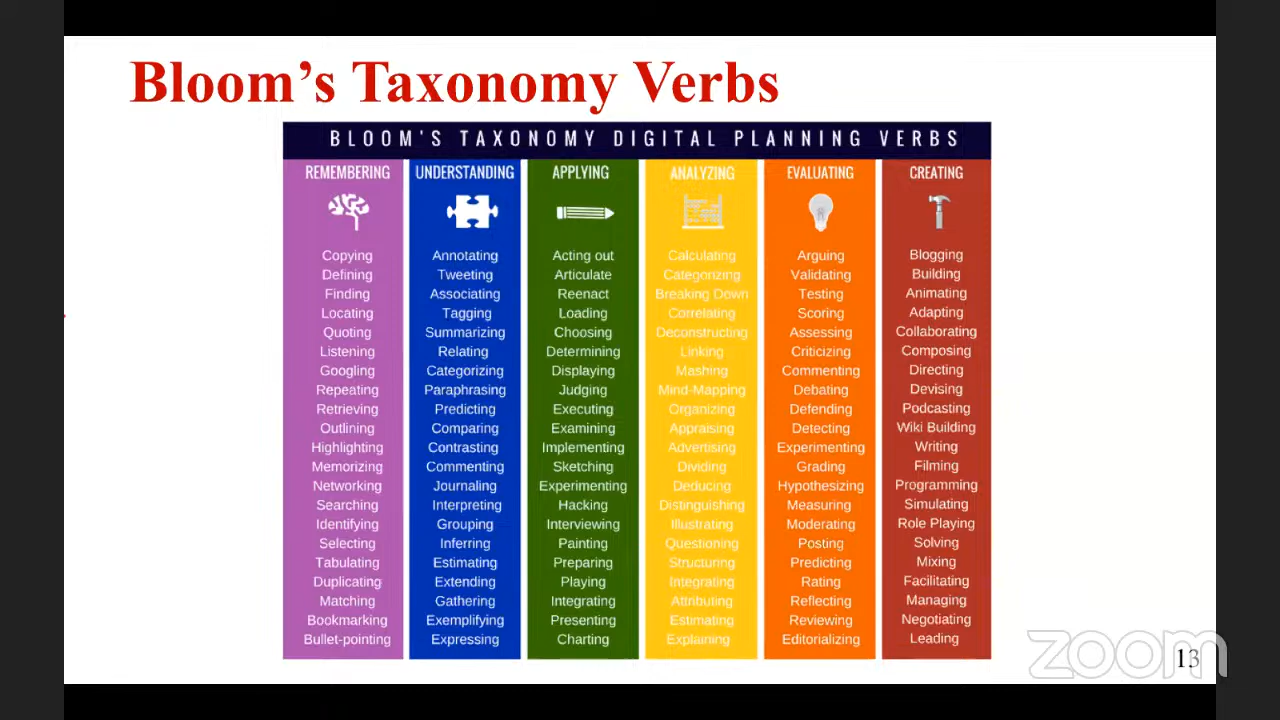 Bloom's Taxonomy Verbs
BLOOM'S TAXONOMY DIGITAL PLANNING VERBS
REMEMBERING
Copying
Defining
Finding
Locating
Quoting
Listening
Googling
Repeating
Retrieving
Outlining
Highlighting
Memorizing
Networking
Searching
Identifying
Selecting
Tabulating
Duplicating
Matching
Bookmarking
Bullet-pointing
UNDERSTANDING
Annotating
Tweeting
Associating
Tagging
Summarizing
Relating
Categorizing
Paraphrasing
Predicting
Comparing
Contrasting
Commenting
Journaling
Interpreting
Grouping
Inferring
Estimating
Extending
Gathering
Exemplifying
Expressing
APPLYING
Acting out
Articulate
Reenact
Loading
Choosing
Determining
Displaying
Judging
Executing
Examining
Implementing
Sketching
Experimenting
Hacking
Interviewing
Painting
Preparing
Playing
Integrating
Presenting
Charting
ANALYZING
Calculating
Categorizing
Breaking Down
Correlating
Deconstructing
Linking
Mashing
Mind-Mapping
Organizing
Appraising
Advertising
Dividing
Deducing
Distinguishing
Illustrating
Questioning
Structuring
Integrating
Attributing
Estimating
Explaining
EVALUATING
Arguing
Validating
Testing
Scoring
Assessing
Criticizing
Commenting
Debating
Defending
Detecting
Experimenting
Grading
Hypothesizing
Measuring
Moderating
Posting
Predicting
Rating
Reflecting
Reviewing
Editorializing
CREATING
Blogging
Building
Animating
Adapting
Collaborating
Composing
Directing
Devising
Podcasting
Wiki Building
Writing
Filming
Programming
Simulating
Role Playing
Solving
Mixing
Facilitating
Managing
Negotiating
Leading
zoom
13